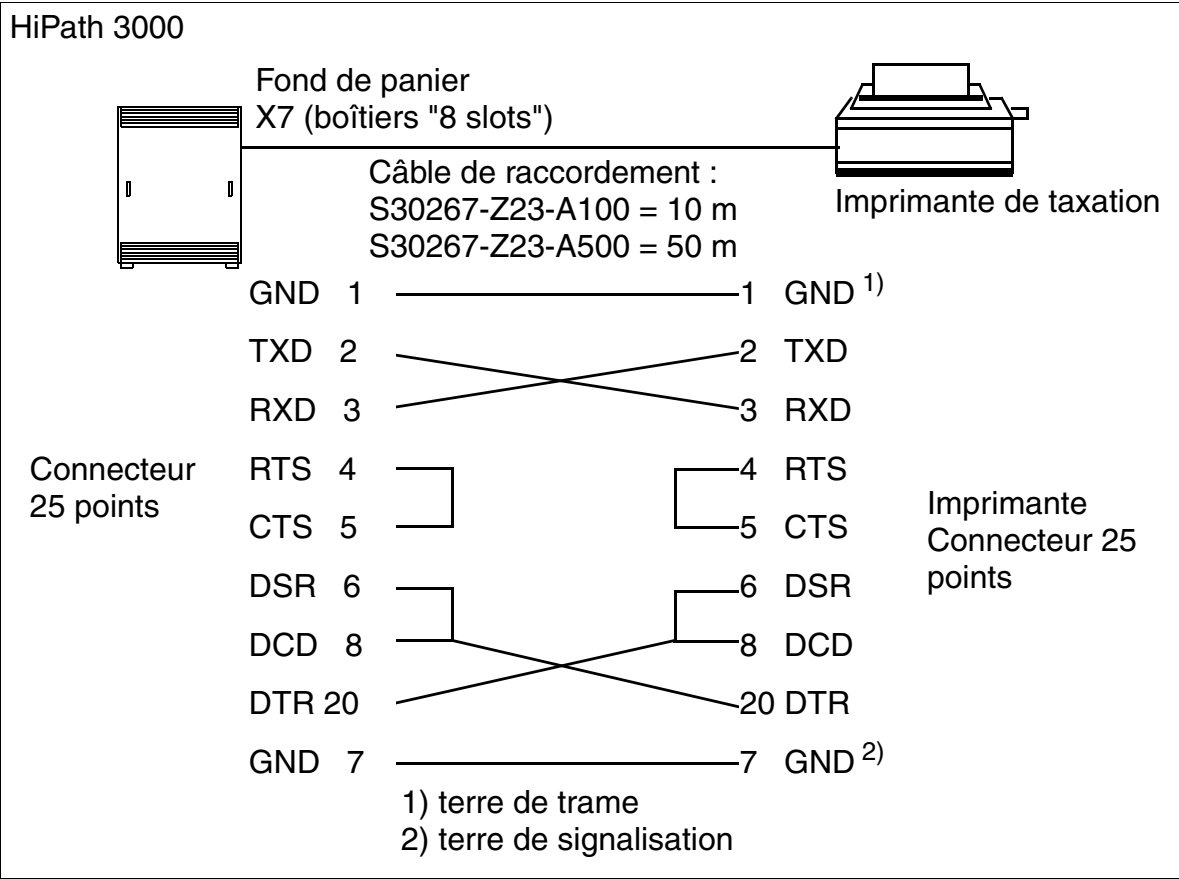 HiPath 3000
Fond de panier
X7 (boîtiers "8 slots")
Câble de raccordement :
S30267-Z23-A100 = 10 m
S30267-Z23-A500 = 50 m
Imprimante de taxation
GND 1 1 GND 1)
TXD 2 2 TXD
RXD 3 3 RXD
Connecteur
25 points
RTS 4 4 RTS
CTS 5 5 CTS
DSR 6 6 DSR
DCD 8 8 DCD
DTR 20 20 DTR
GND 7 7 GND 2)
Imprimante
Connecteur 25
points
1) terre de trame
2) terre de signalisation